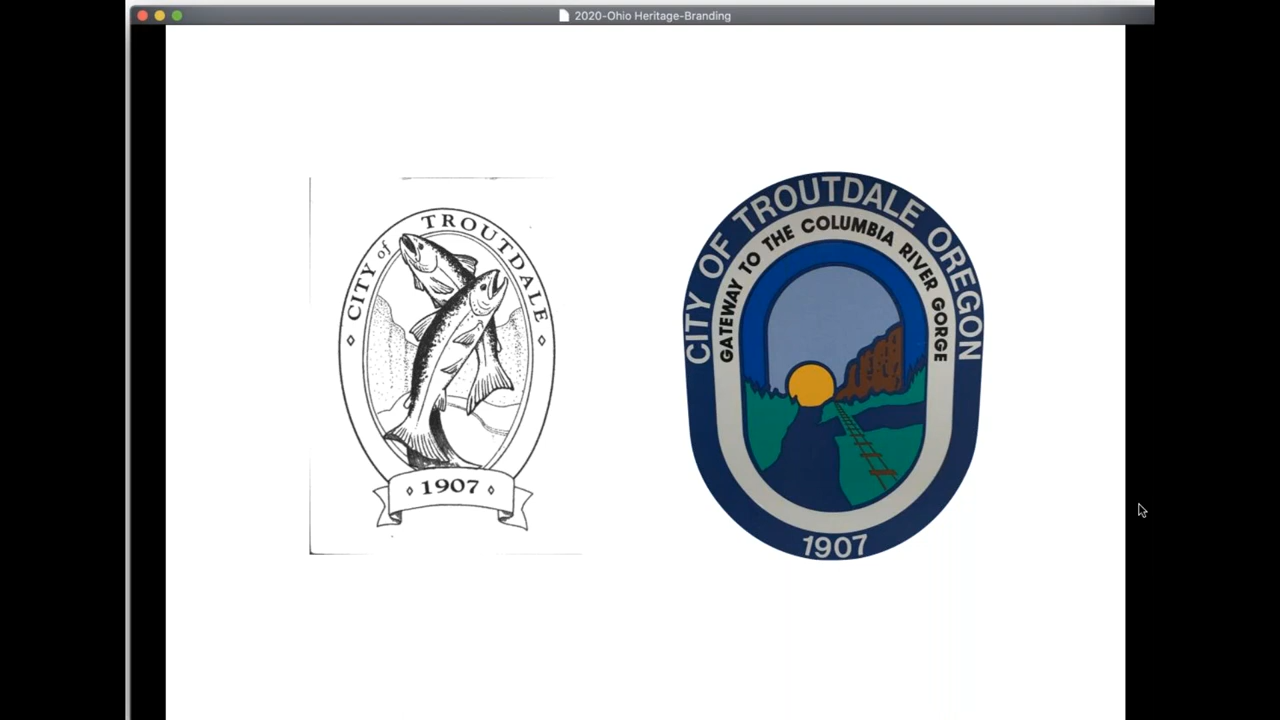 2020-Ohio Heritage-Branding
CITY of TROUTDALE
1907
CITY OF TROUTDALE OREGON
GATEWAY TO THE COLUMBIA RIVER GORGE
1907